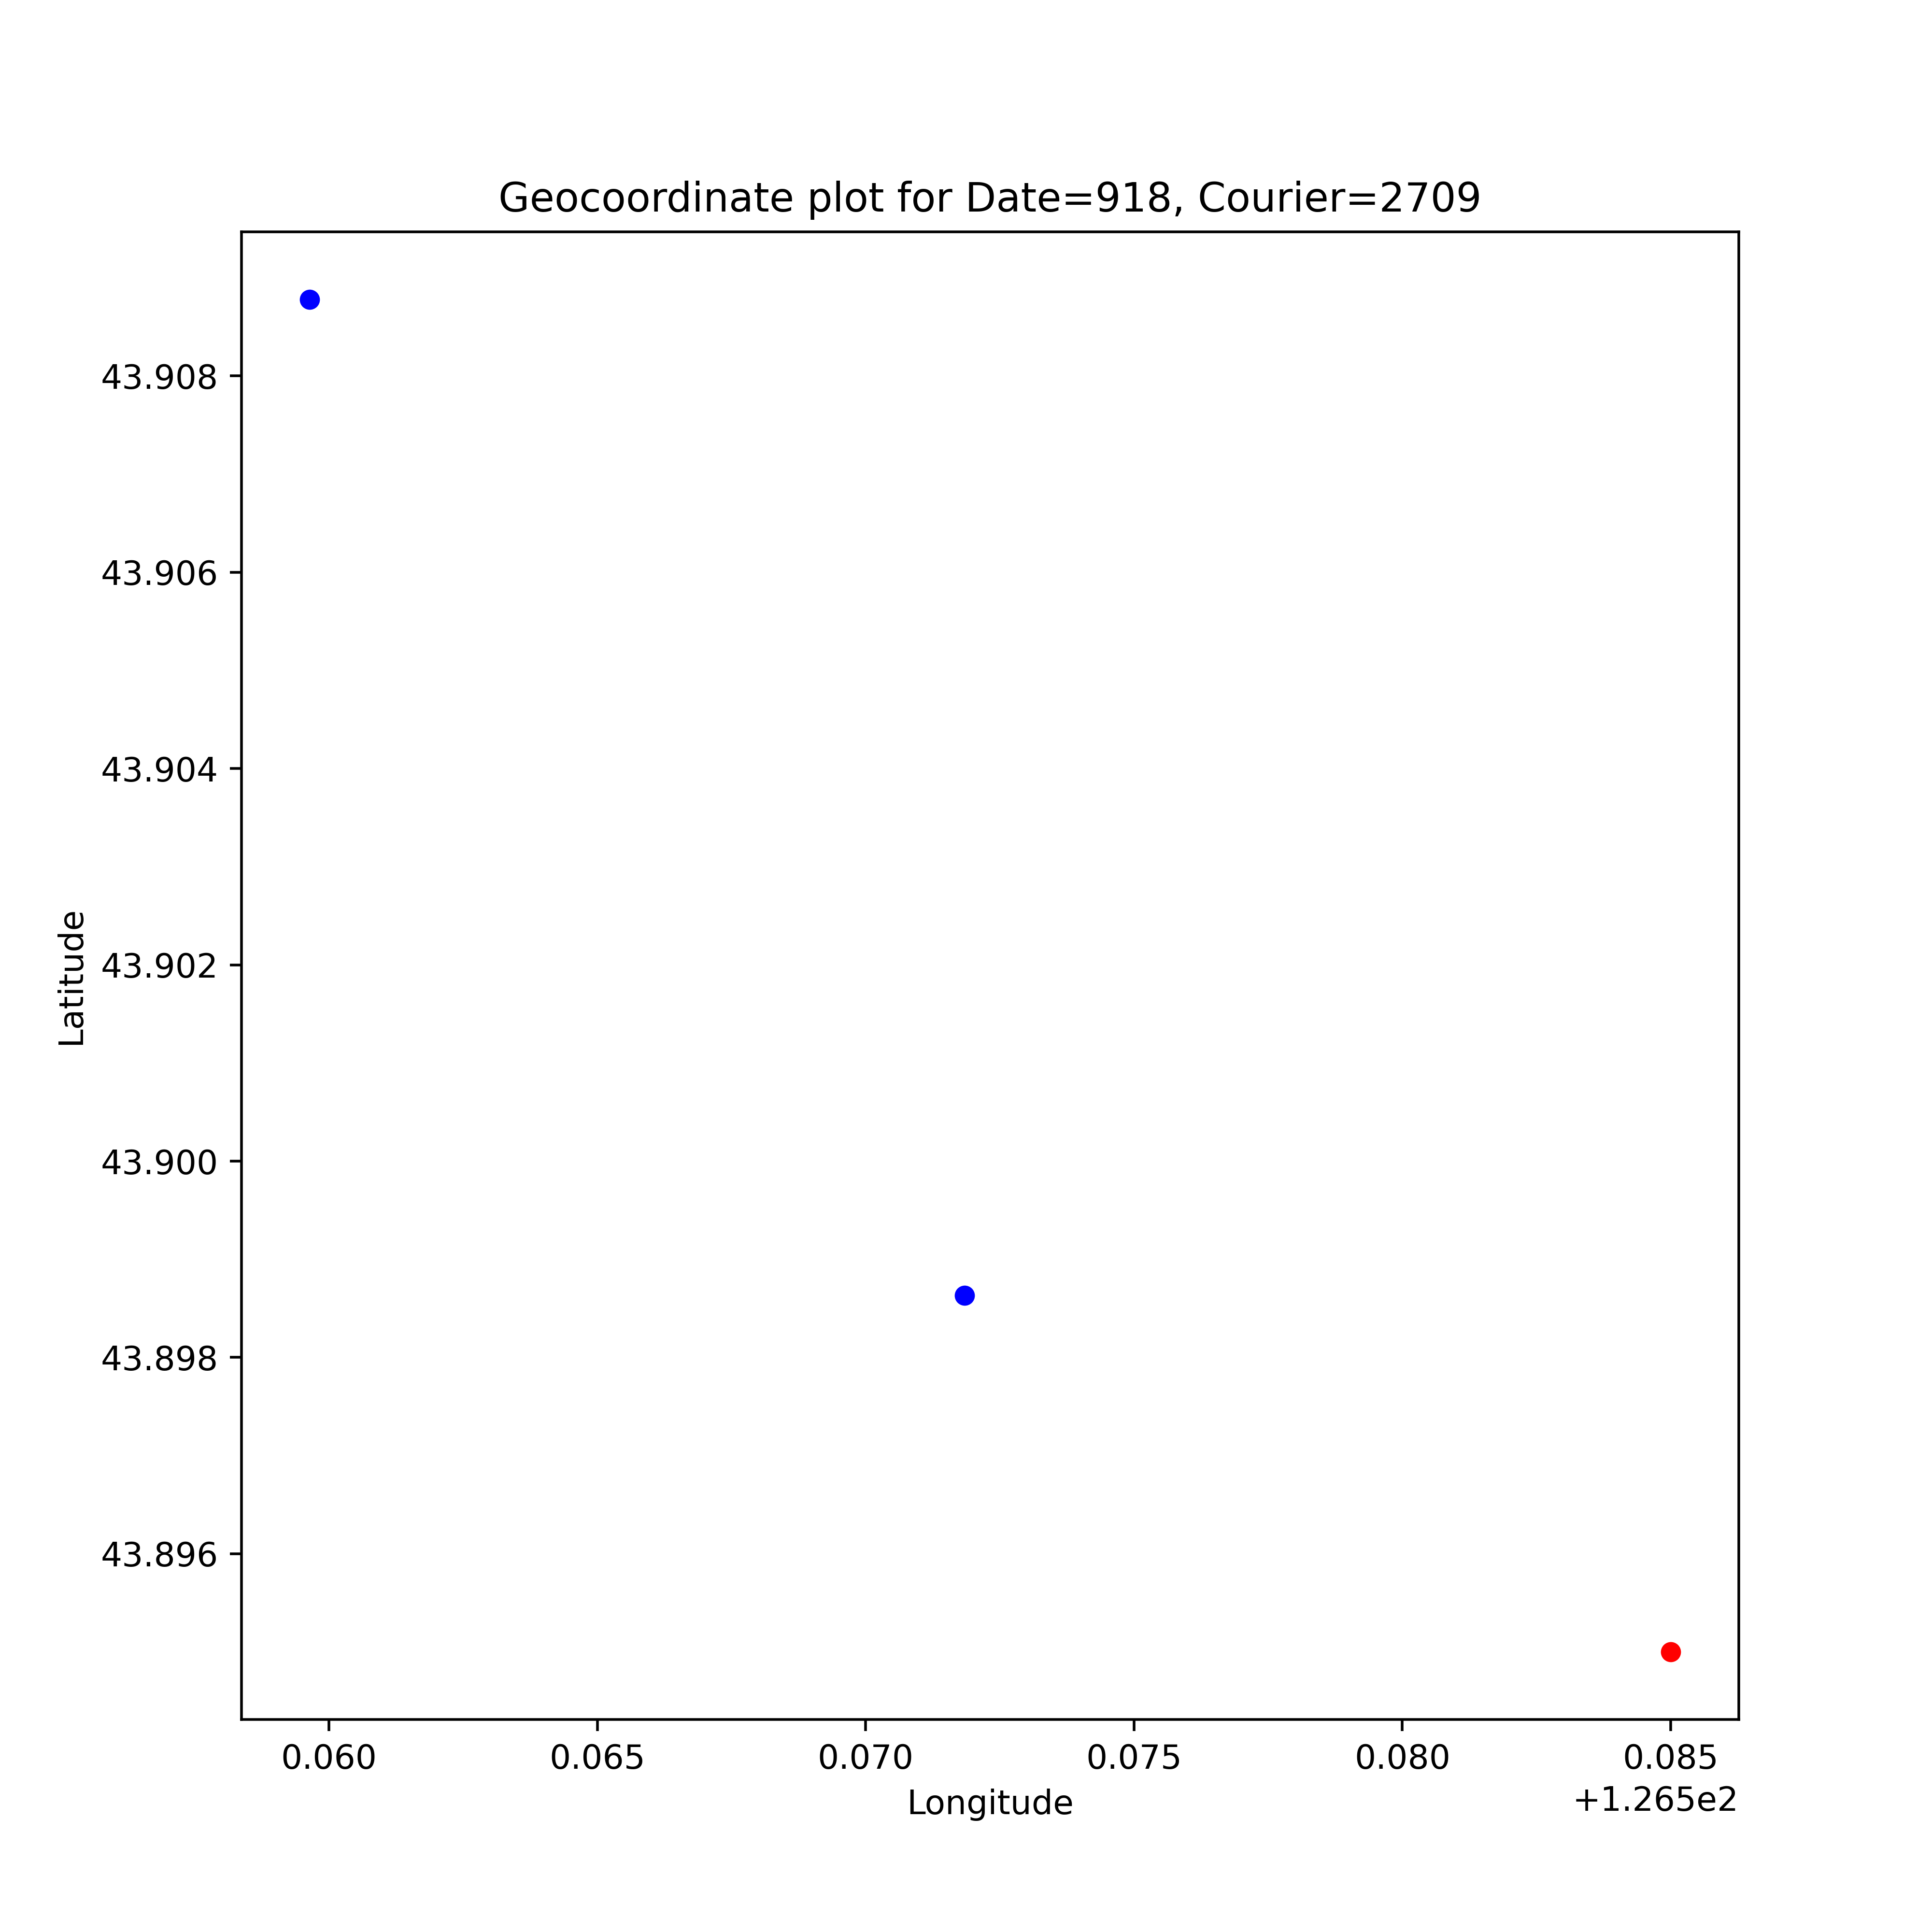 Geocoordinate plot for Date=918, Courier=2709
43.908
43.906
43.904
43.902
43.900
43.898
43.896
Latitude
0.060 0.065 0.070 0.075 0.080 0.085
+1.265e2
Longitude